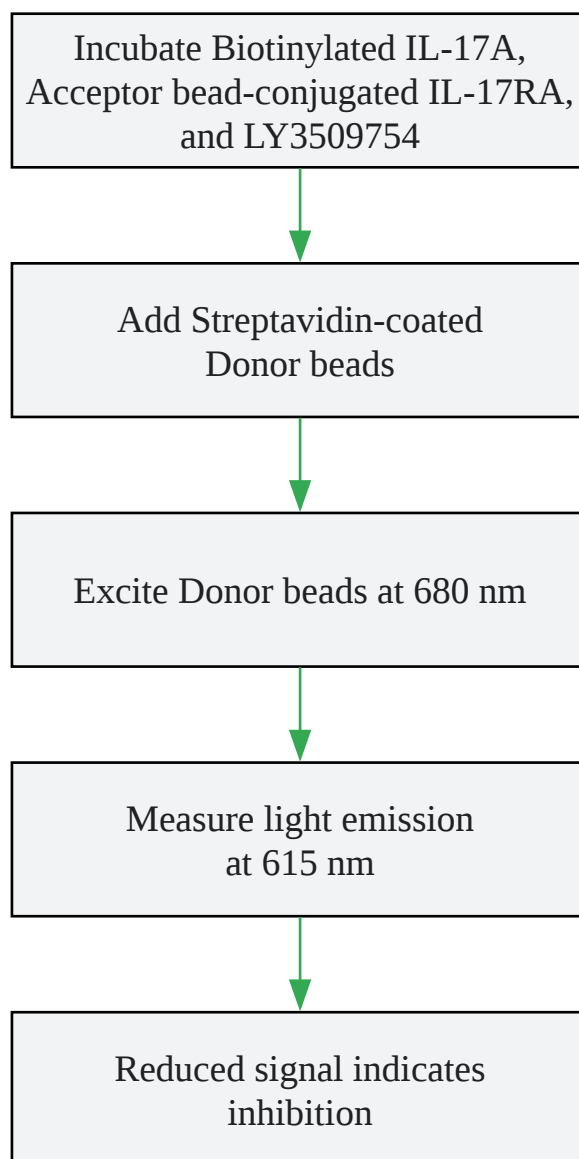 Incubate Biotinylated IL-17A,
Acceptor bead-conjugated IL-17RA,
and LY3509754
Add Streptavidin-coated
Donor beads
Excite Donor beads at 680 nm
Measure light emission
at 615 nm
Reduced signal indicates
inhibition